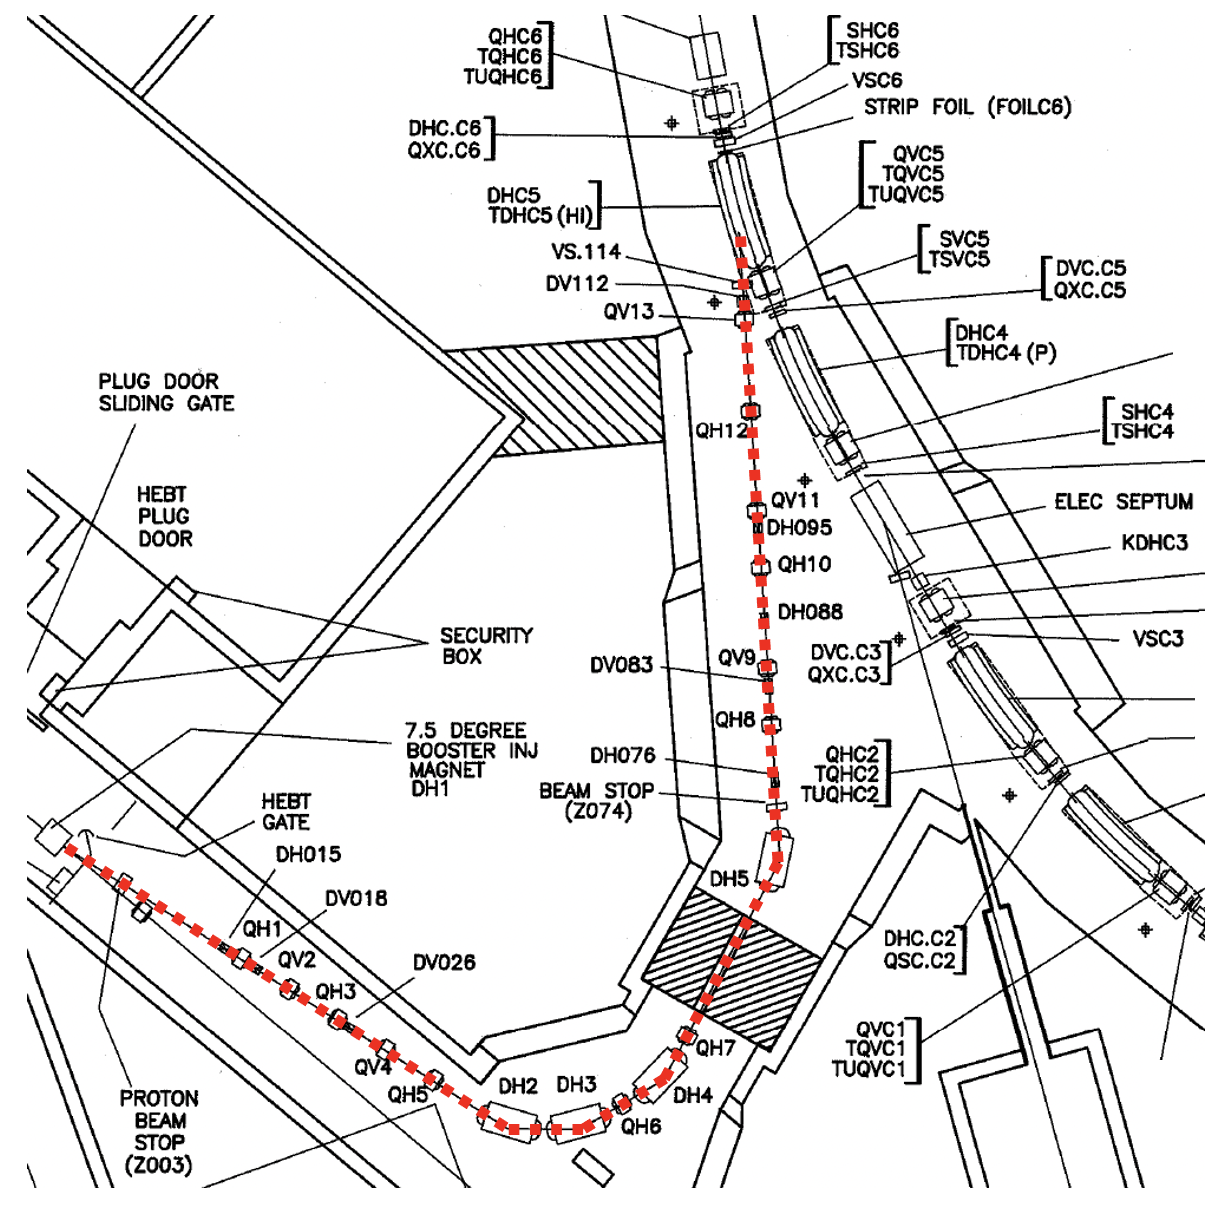 QHC6
TQHC6
TUQHC6
SHC6
TSHC6
VSC6
STRIP FOIL (FOILC6)
DHC.C6
QXC.C6
QVC5
TQVC5
TUQVC5
DHC5
TDHC5 (HI)
SVC5
TSVC5
VS.114
DVC.C5
QXC.C5
DV112
QV13
DHC4
TDHC4 (P)
PLUG DOOR
SLIDING GATE
SHC4
TSHC4
QH12
HEBT
PLUG
DOOR
QV11
ELEC SEPTUM
DH095
KDHC3
QH10
DH088
SECURITY
BOX
VSC3
DVC.C3
QXC.C3
QV9
DV083
QH8
7.5 DEGREE
BOOSTER INJ
MAGNET
DH1
QHC2
TQHC2
TUQHC2
DH076
BEAM STOP
(Z074)
HEBT
GATE
DH015
DH5
DV018
QH1
DHC.C2
QSC.C2
QV2
DV026
QH3
QVC1
TQVC1
TUQVC1
QH7
QV4
QH5
DH2
DH3
DH4
QH6
PROTON
BEAM
STOP
(Z003)